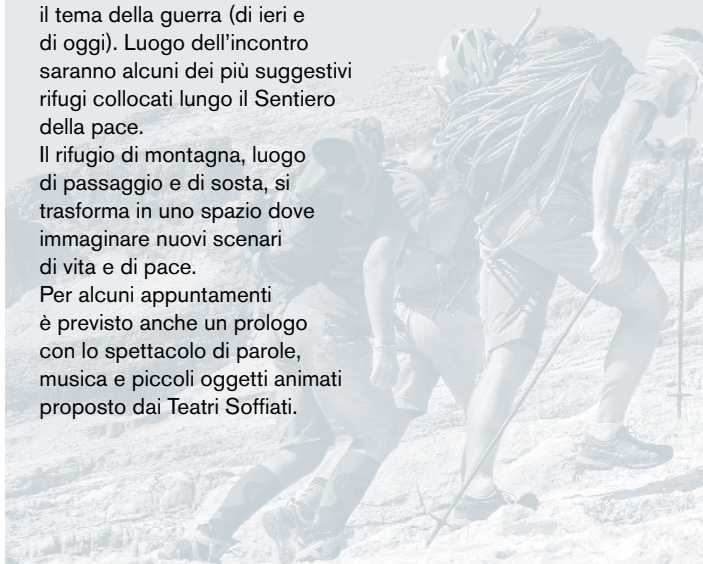 il tema della guerra (di ieri e
di oggi). Luogo dell'incontro
saranno alcuni dei più suggestivi
rifugi collocati lungo il Sentiero
della pace.
Il rifugio di montagna, luogo
di passaggio e di sosta, si
trasforma in uno spazio dove
immaginare nuovi scenari
di vita e di pace.
Per alcuni appuntamenti
è previsto anche un prologo
con lo spettacolo di parole,
musica e piccoli oggetti animati
proposto dai Teatri Soffiati.